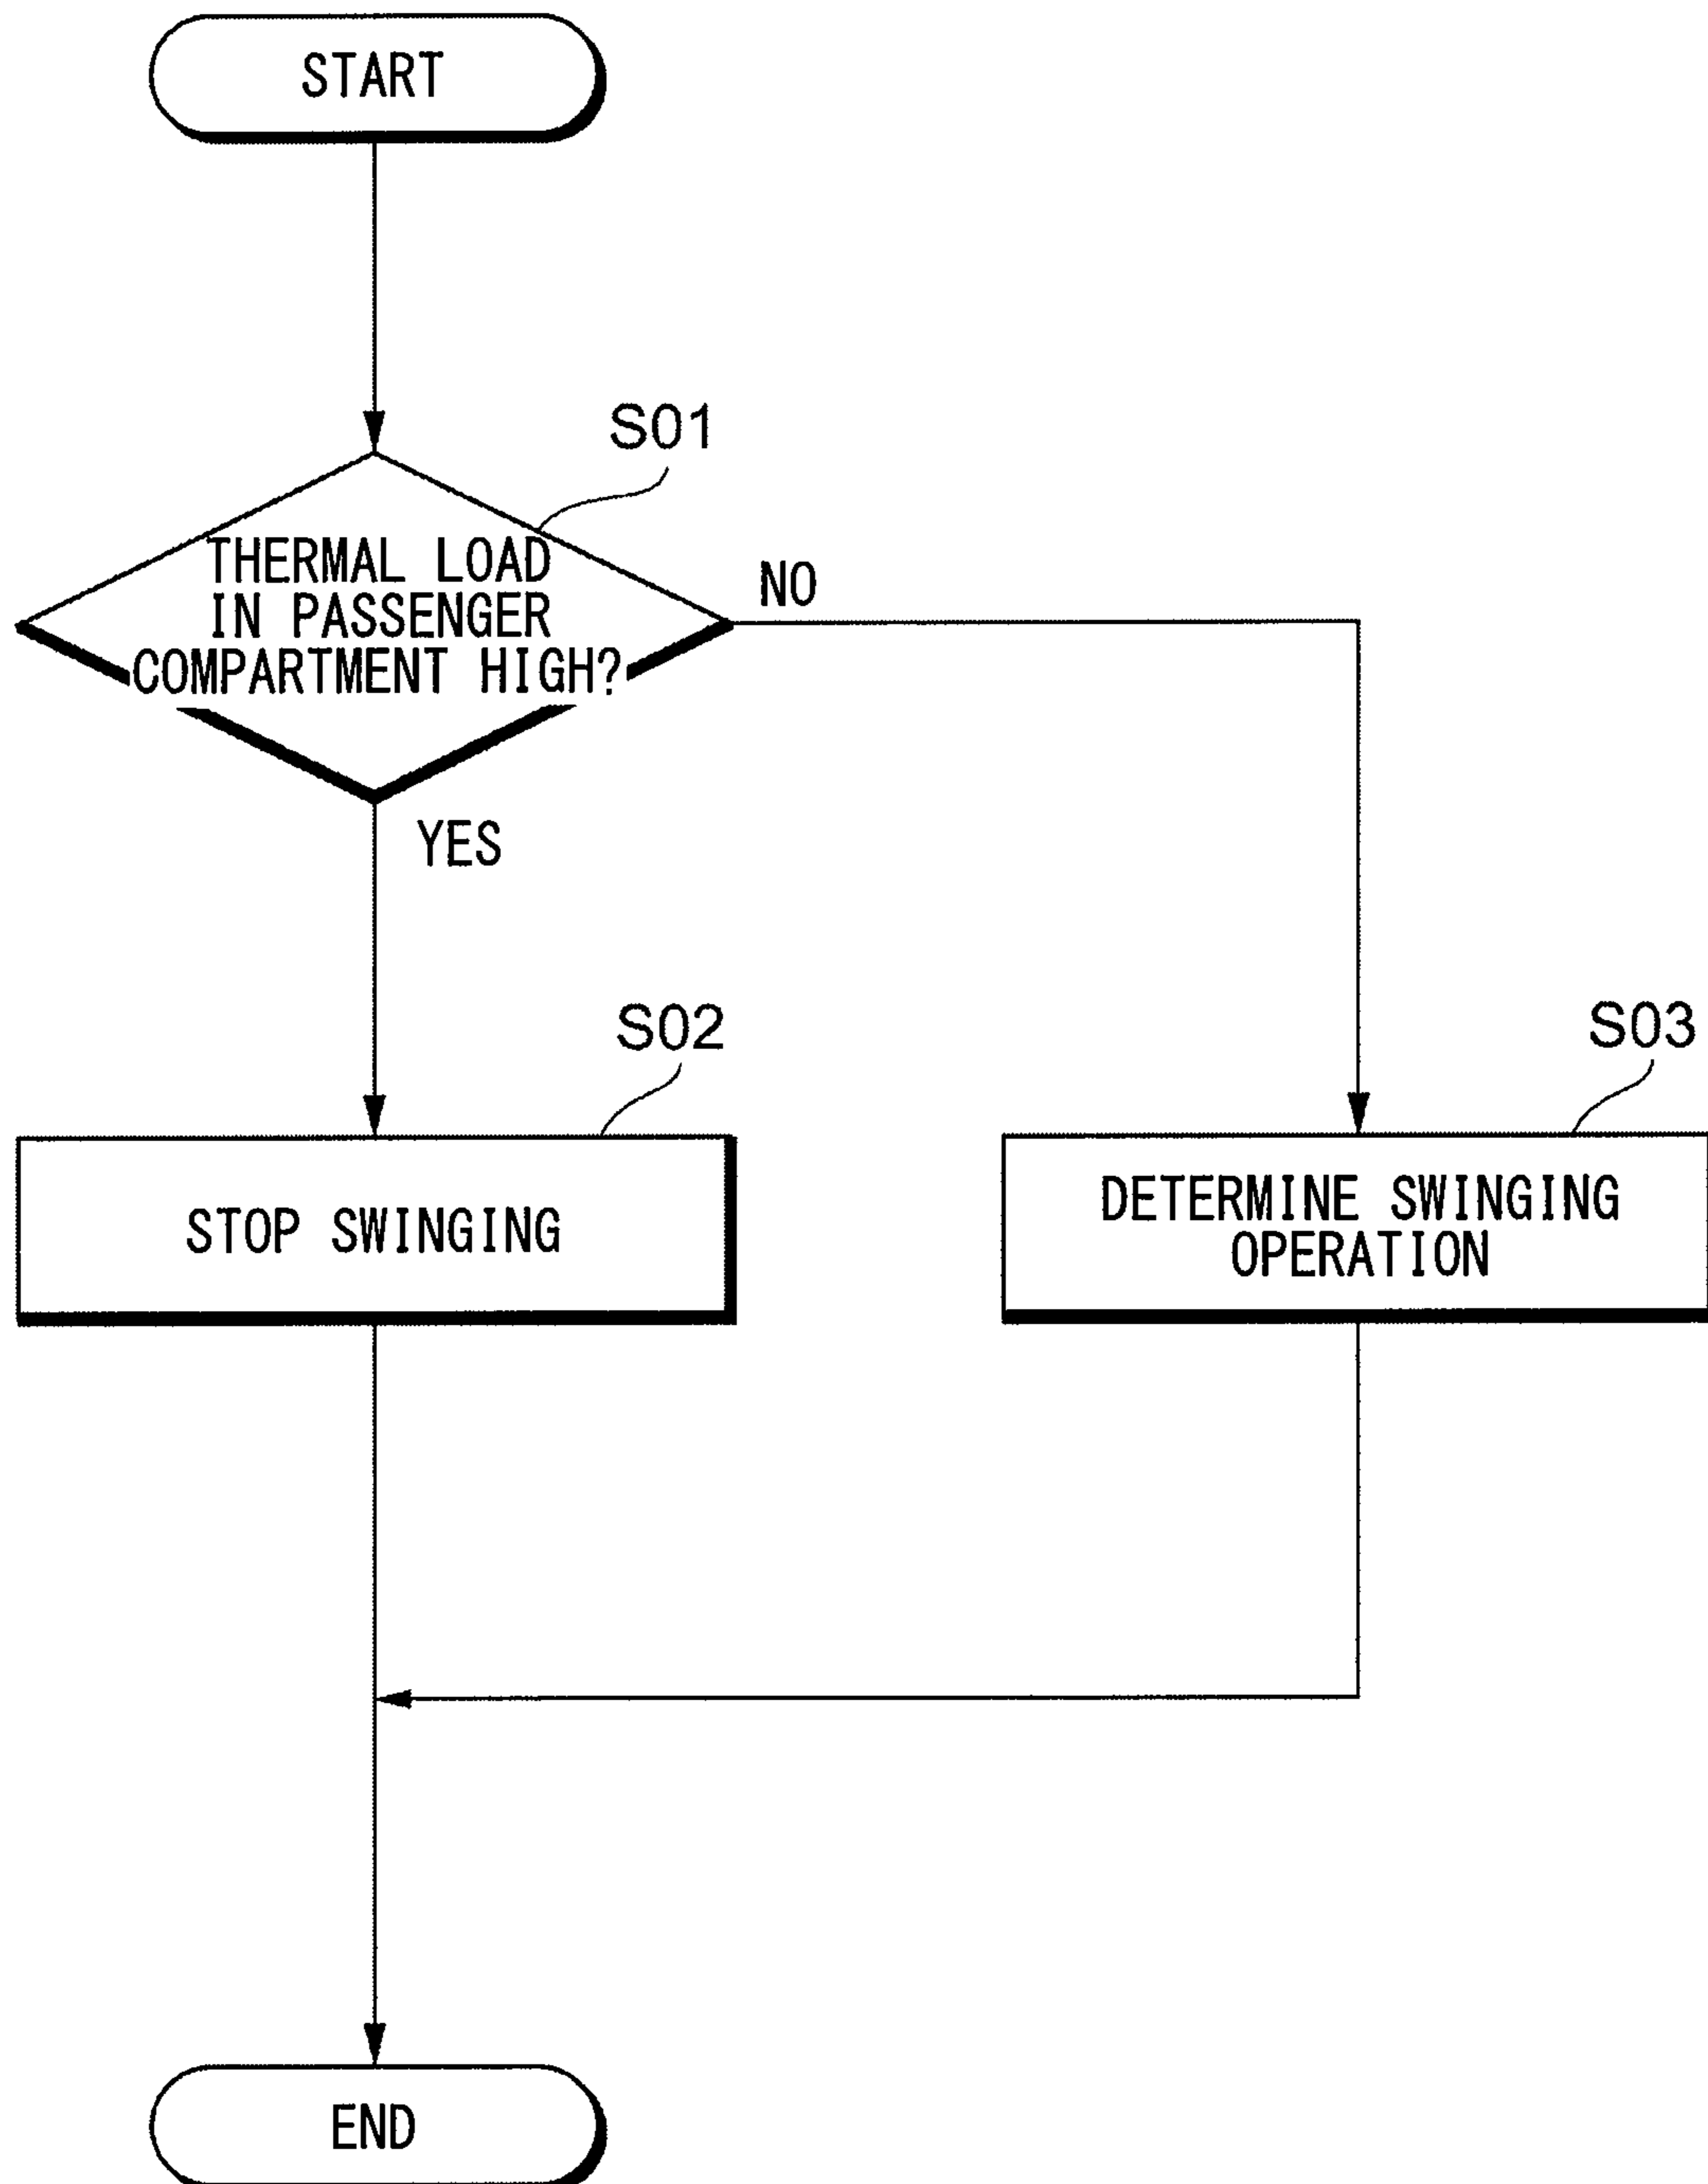 START
S01
THERMAL LOAD
IN PASSENGER
COMPARTMENT HIGH?
NO
YES
S02
STOP SWINGING
S03
DETERMINE SWINGING
OPERATION
END